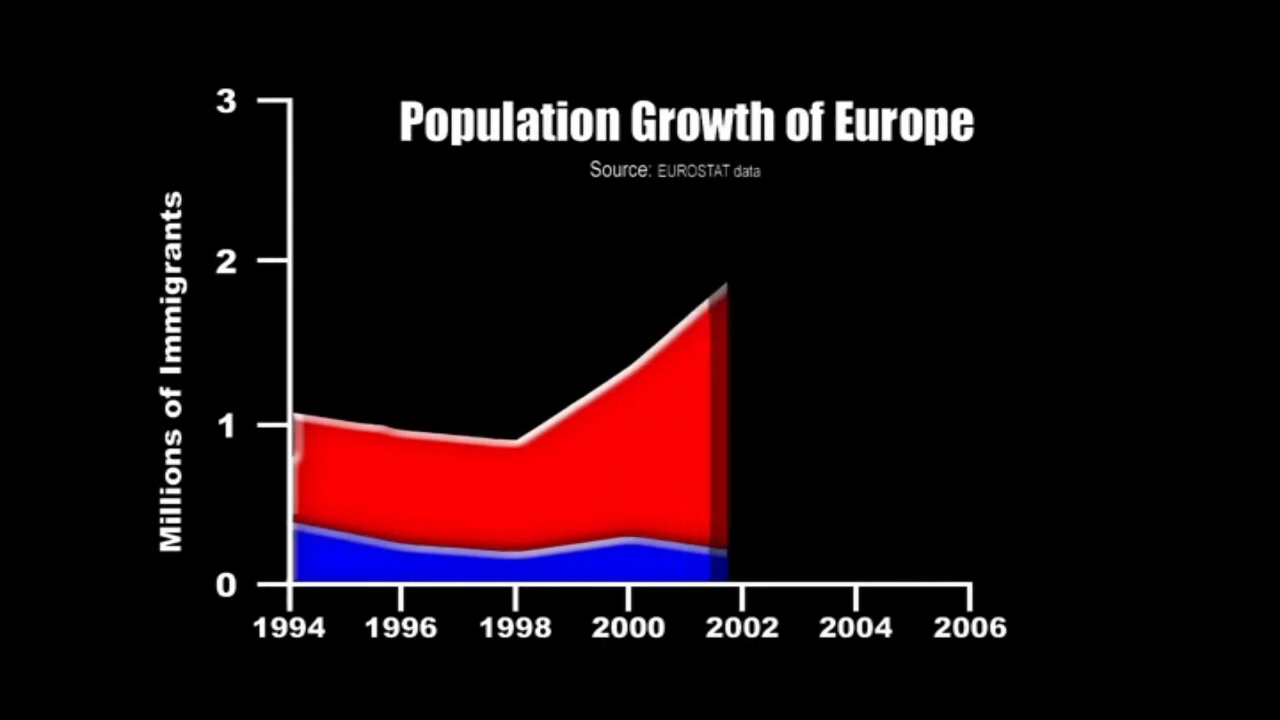 Population Growth of Europe
Source: EUROSTAT data
Millions of Immigrants
3
2
1
0
1994 1996 1998 2000 2002 2004 2006